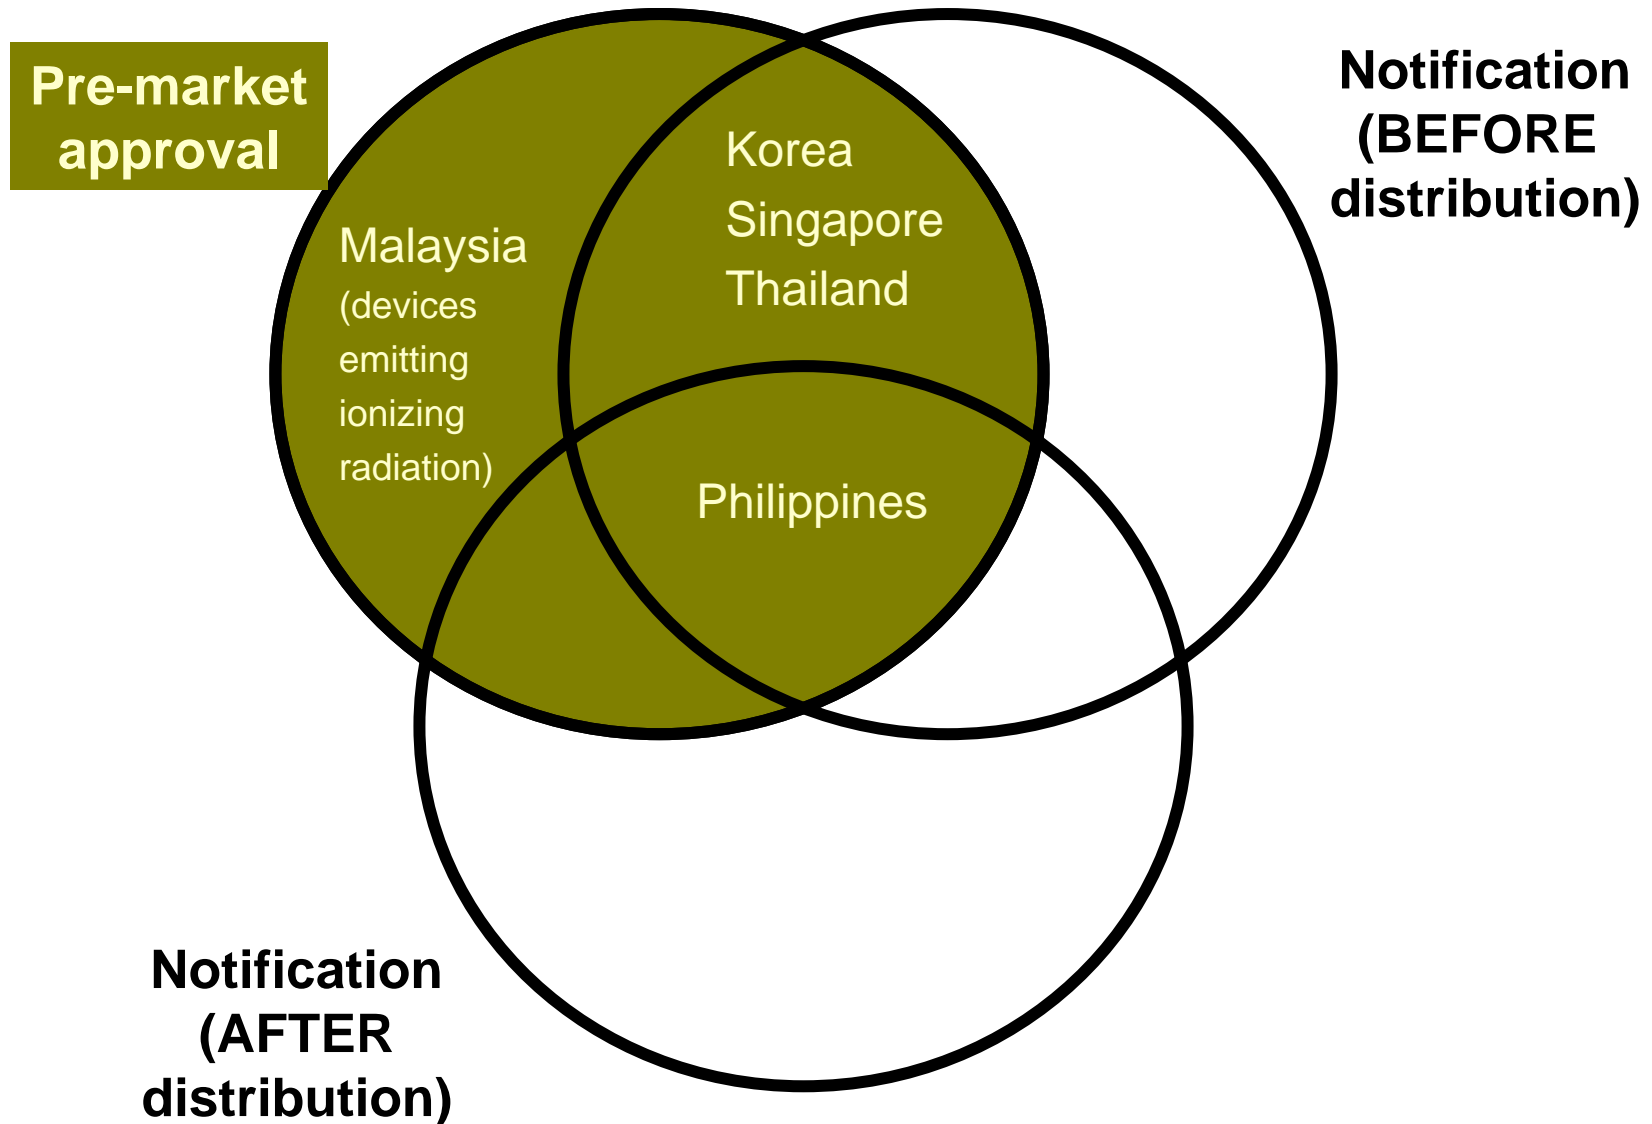 Pre-market
approval
Notification
(BEFORE
distribution)
Korea
Singapore
Thailand
Malaysia
(devices
emitting
ionizing
radiation)
Philippines
Notification
(AFTER
distribution)